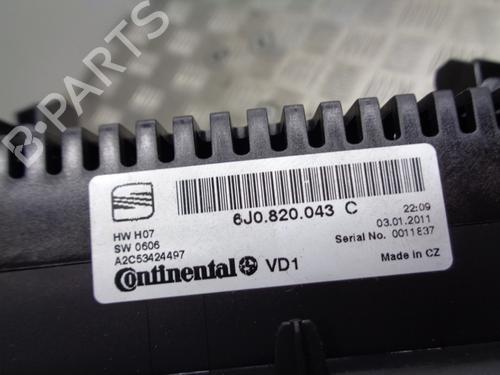 B-PARTS
6J0.820.043 C
22:09
03.01.2011
HW H07
SW 0606
Serial No. 0011837
A2C53424497
Continental VD1
Made in CZ